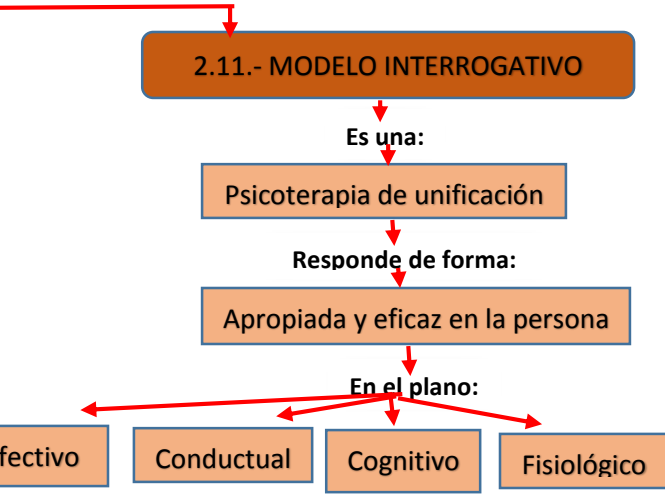 2.11.- MODELO INTERROGATIVO
Es una:
Psicoterapia de unificación
Responde de forma:
Apropiada y eficaz en la persona
En el plano:
fectivo Conductual Cognitivo Fisiológico